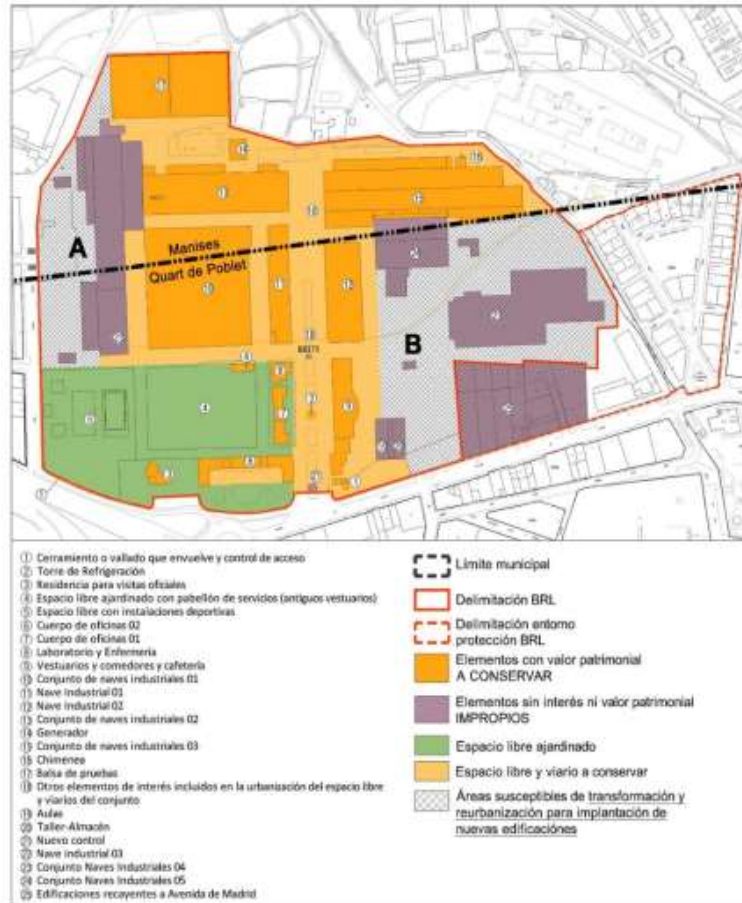 A
Manises
Quart de Poblet
B
① Cerramiento o vallado que envuelve y control de acceso
② Torre de Refrigeración
③ Residencia para visitas oficiales
④ Espacio libre ajardinado con pabellón de servicios (antiguos vestuarios)
⑤ Espacio libre con instalaciones deportivas
⑥ Cuerpo de oficinas 02
⑦ Cuerpo de oficinas 01
⑧ Laboratorio y Enfermería
⑨ Vestuarios y comedores y cafetería
⑩ Conjunto de naves industriales 01
⑪ Nave Industrial 01
⑫ Nave Industrial 02
⑬ Conjunto de naves industriales 02
⑭ Generador
⑮ Conjunto de naves industriales 03
⑯ Chimenea
⑰ Balsa de pruebas
⑱ Otros elementos de interés incluidos en la urbanización del espacio libre
y viarios del conjunto
⑲ Aulas
⑳ Taller-Almacén
㉑ Nuevo control
㉒ Nave industrial 03
㉓ Conjunto Naves Industriales 04
㉔ Conjunto Naves Industriales 05
㉕ Edificaciones recayentes a Avenida de Madrid
Límite municipal
Delimitación BRL
Delimitación entorno
protección BRL
Elementos con valor patrimonial
A CONSERVAR
Elementos sin interés ni valor patrimonial
IMPROPIOS
Espacio libre ajardinado
Espacio libre y viario a conservar
Áreas susceptibles de transformación y
reurbanización para implantación de
nuevas edificaciónes